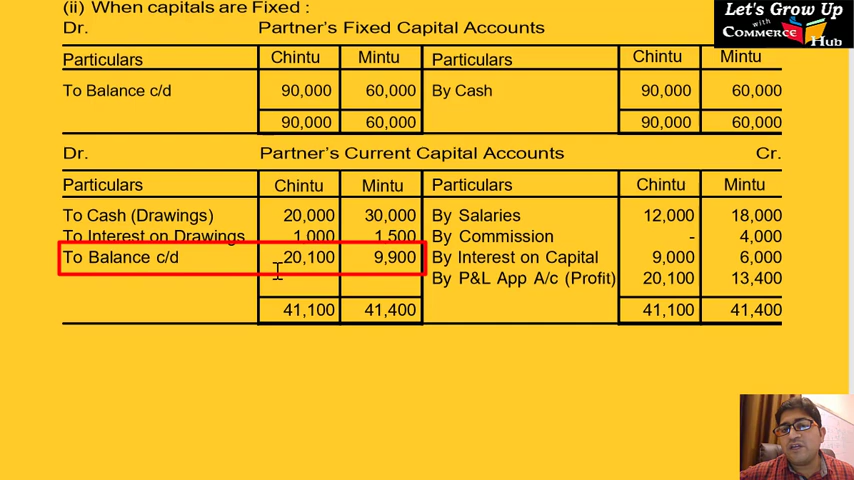 (ii) When capitals are Fixed :
Let's Grow Up
with
Commerce
Hub
Dr. Partner's Fixed Capital Accounts
Particulars Chintu Mintu Particulars Chintu Mintu
To Balance c/d 90,000 60,000 By Cash 90,000 60,000
90,000 60,000 90,000 60,000
Dr. Partner's Current Capital Accounts Cr.
Particulars Chintu Mintu Particulars Chintu Mintu
To Cash (Drawings) 20,000 30,000 By Salaries 12,000 18,000
To Interest on Drawings 1,000 1,500 By Commission - 4,000
To Balance c/d 20,100 9,900 By Interest on Capital 9,000 6,000
By P&L App A/c (Profit) 20,100 13,400
41,100 41,400 41,100 41,400